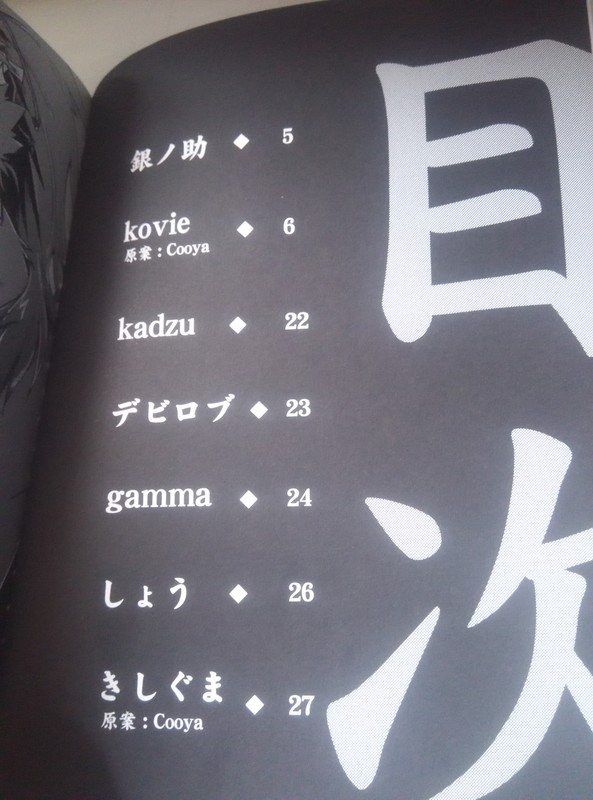 目次
銀ノ助 ◆ 5
kovie ◆ 6
原案：Cooya
kadzu ◆ 22
デビロブ ◆ 23
gamma ◆ 24
しょう ◆ 26
きしぐま ◆ 27
原案：Cooya